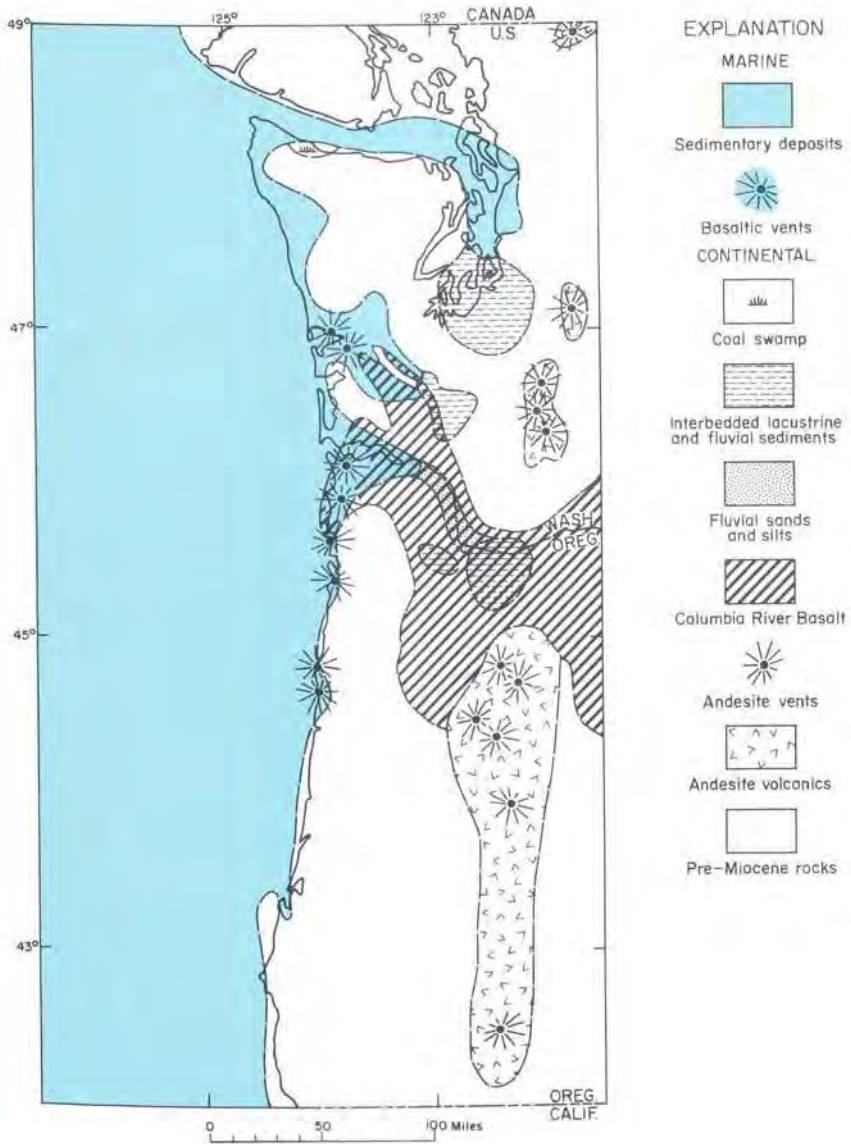 49°
125°
123°
CANADA
U.S.
47°
WASH
OREG
45°
43°
OREG.
CALIF.
0 50 100 Miles
EXPLANATION
MARINE
Sedimentary deposits
Basaltic vents
CONTINENTAL
Coal swamp
Interbedded lacustrine
and fluvial sediments
Fluvial sands
and silts
Columbia River Basalt
Andesite vents
Andesite volcanics
Pre-Miocene rocks